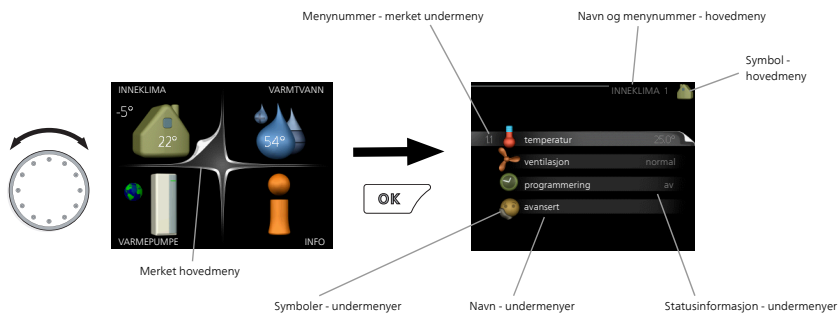 Menynummer - merket undermeny
Navn og menynummer - hovedmeny
Symbol -
hovedmeny
INNEKLIMA
VARMTVANN
-5°
22°
54°
VARMEPUMPE
INFO
OK
INNEKLIMA 1
1.1 temperatur 25.0°
ventilasjon normal
programmering av
avansert
Merket hovedmeny
Symboler - undermenyer
Navn - undermenyer
Statusinformasjon - undermenyer